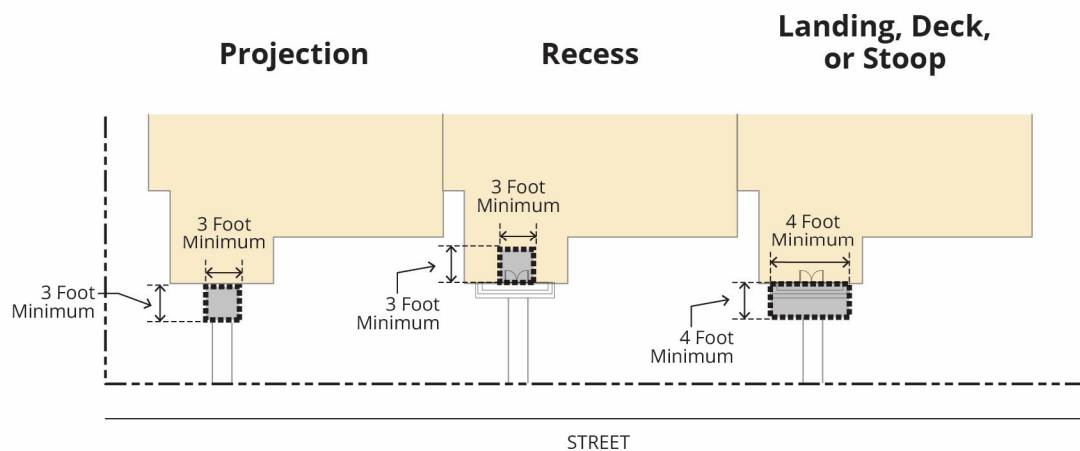 Projection
Recess
Landing, Deck,
or Stoop
3 Foot
Minimum
3 Foot
Minimum
3 Foot
Minimum
3 Foot
Minimum
4 Foot
Minimum
4 Foot
Minimum
STREET